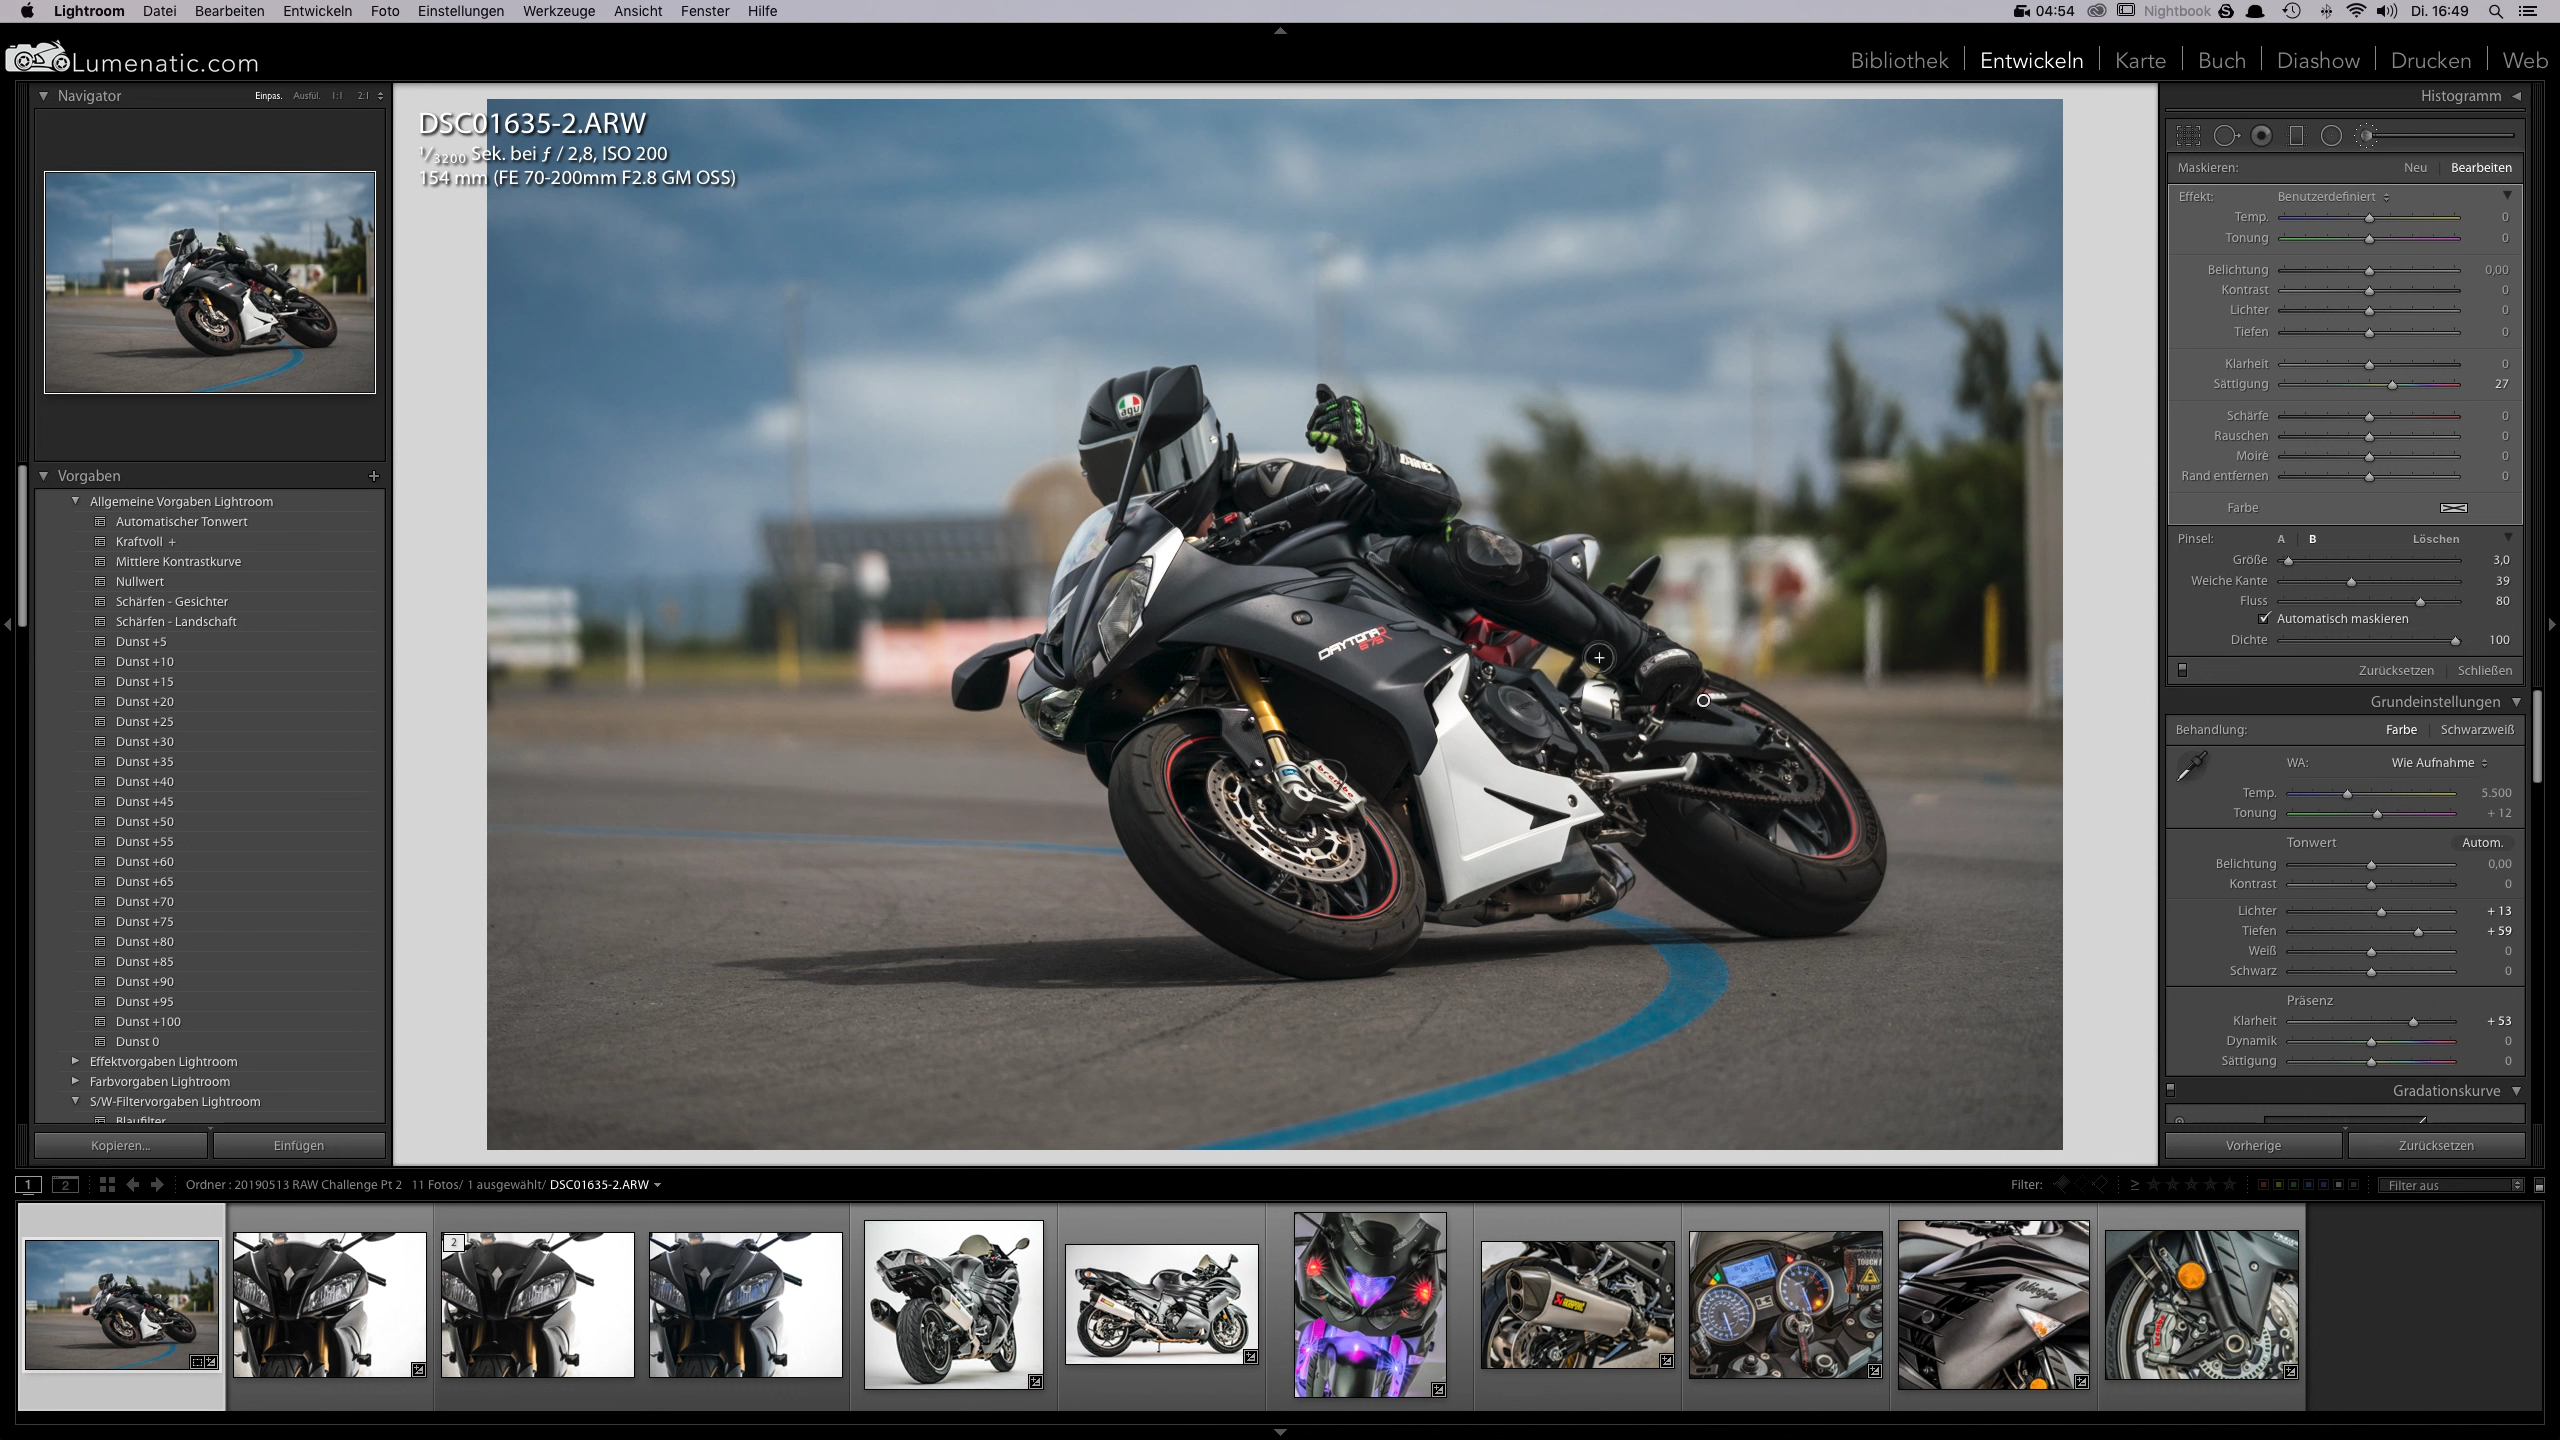 Lightroom Datei Bearbeiten Entwickeln Foto Einstellungen Werkzeuge Ansicht Fenster Hilfe 04:54 Nightbook Di. 16:49
Lumenatic.com
Bibliothek Entwickeln Karte Buch Diashow Drucken Web
Navigator Einpas. Ausfül. 1:1 2:1
Vorgaben +
Allgemeine Vorgaben Lightroom
Automatischer Tonwert
Kraftvoll +
Mittlere Kontrastkurve
Nullwert
Schärfen - Gesichter
Schärfen - Landschaft
Dunst +5
Dunst +10
Dunst +15
Dunst +20
Dunst +25
Dunst +30
Dunst +35
Dunst +40
Dunst +45
Dunst +50
Dunst +55
Dunst +60
Dunst +65
Dunst +70
Dunst +75
Dunst +80
Dunst +85
Dunst +90
Dunst +95
Dunst +100
Dunst 0
Effektvorgaben Lightroom
Farbvorgaben Lightroom
S/W-Filtervorgaben Lightroom
Blaufilter
Kopieren... Einfügen
DSC01635-2.ARW
1/3200 Sek. bei ƒ / 2,8, ISO 200
154 mm (FE 70-200mm F2.8 GM OSS)
agv
DAYTONA
brembo
Histogramm
Maskieren: Neu Bearbeiten
Effekt: Benutzerdefiniert
Temp. 0
Tonung 0
Belichtung 0,00
Kontrast 0
Lichter 0
Tiefen 0
Klarheit 0
Sättigung 27
Schärfe 0
Rauschen 0
Moiré 0
Rand entfernen 0
Farbe
Pinsel: A B Löschen
Größe 3,0
Weiche Kante 39
Fluss 80
Automatisch maskieren
Dichte 100
Zurücksetzen Schließen
Grundeinstellungen
Behandlung: Farbe Schwarzweiß
WA: Wie Aufnahme
Temp. 5.500
Tonung + 12
Tonwert Autom.
Belichtung 0,00
Kontrast 0
Lichter + 13
Tiefen + 59
Weiß 0
Schwarz 0
Präsenz
Klarheit + 53
Dynamik 0
Sättigung 0
Gradationskurve
Vorherige Zurücksetzen
1 2 Ordner : 20190513 RAW Challenge Pt 2 11 Fotos/ 1 ausgewählt/ DSC01635-2.ARW Filter: ≥ Filter aus
2
Ninja